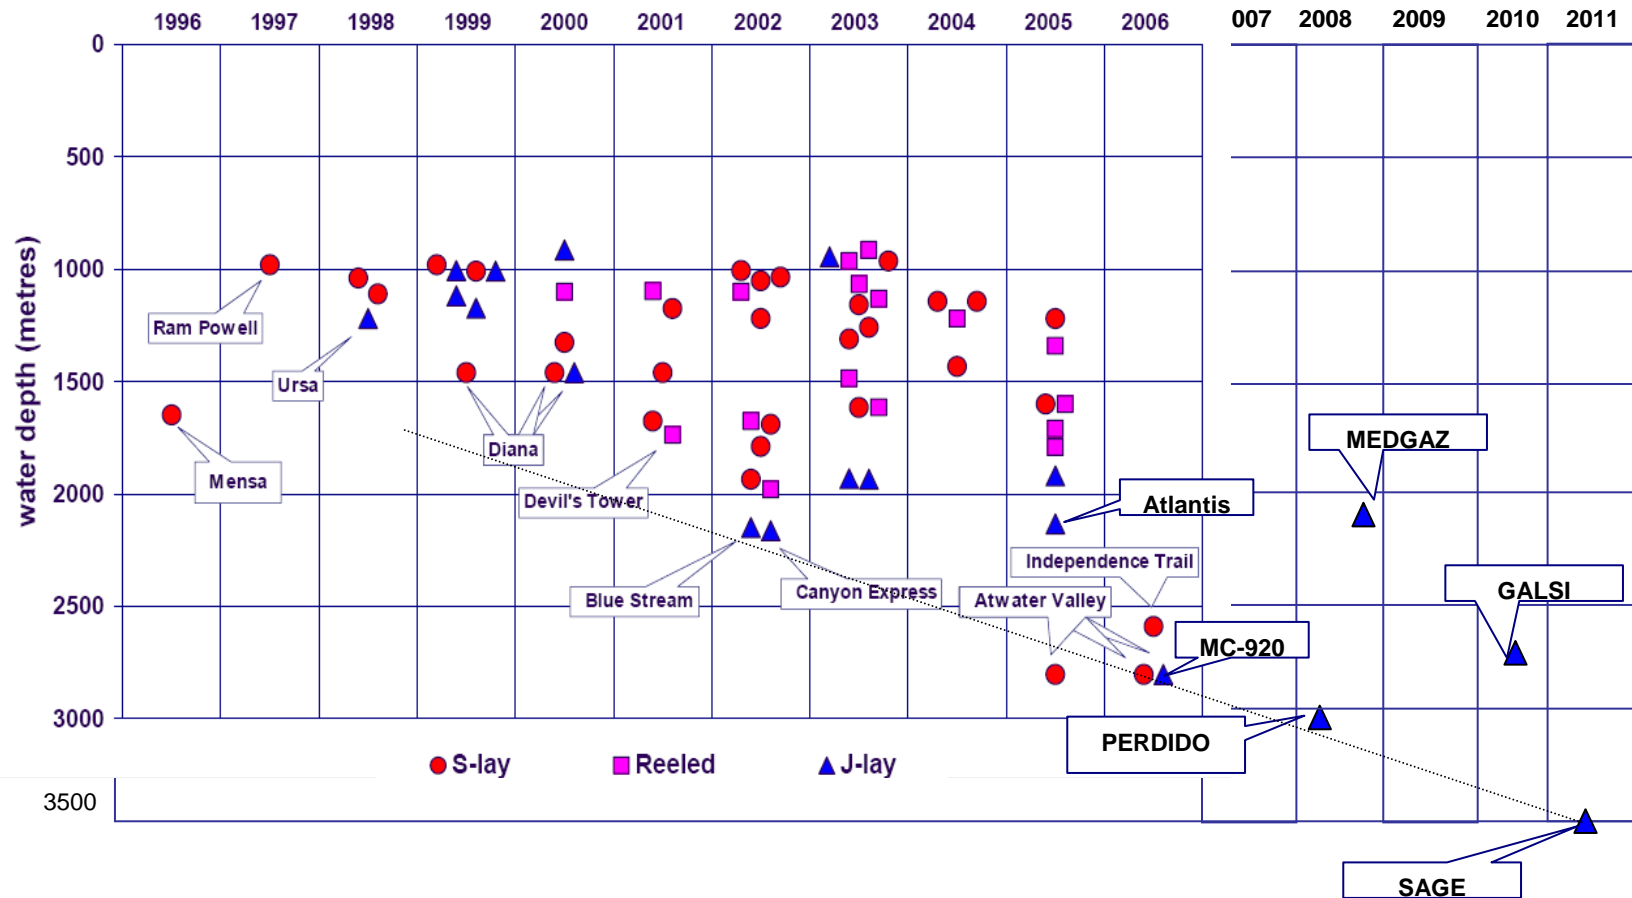 1996 1997 1998 1999 2000 2001 2002 2003 2004 2005 2006 007 2008 2009 2010 2011
0
500
1000
1500
2000
2500
3000
3500
water depth (metres)
Ram Powell
Ursa
Mensa
Diana
Devil's Tower
Blue Stream
Canyon Express
Atlantis
Independence Trail
Atwater Valley
MC-920
MEDGAZ
GALSI
PERDIDO
SAGE
S-lay Reeled J-lay